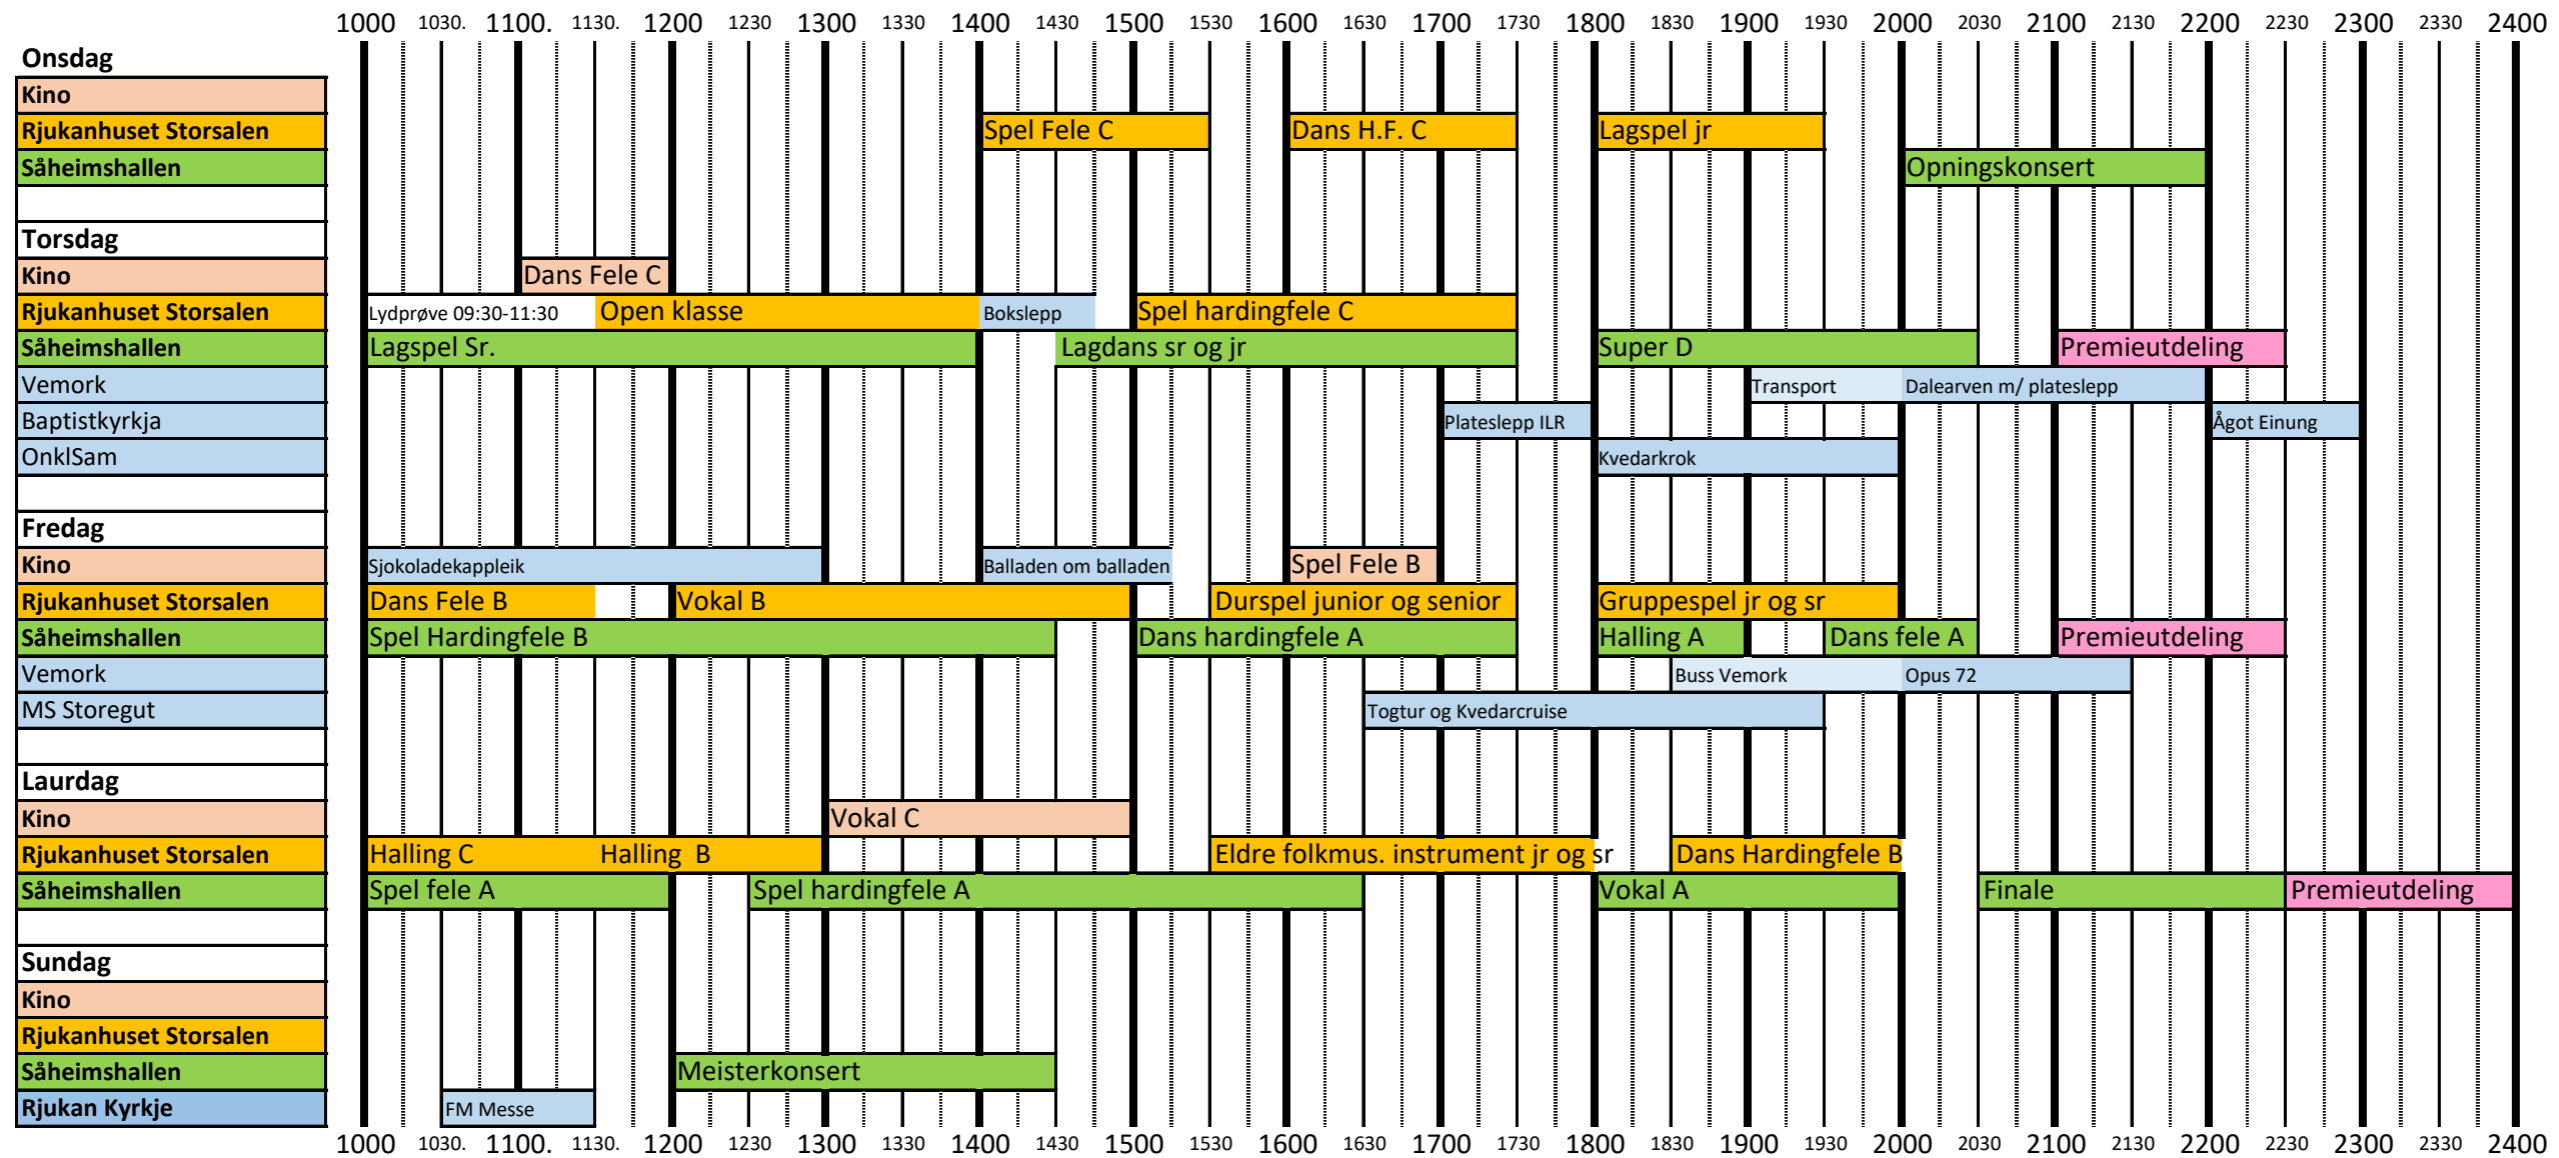 1000 1030. 1100. 1130. 1200 1230 1300 1330 1400 1430 1500 1530 1600 1630 1700 1730 1800 1830 1900 1930 2000 2030 2100 2130 2200 2230 2300 2330 2400
Onsdag
Kino
Rjukanhuset Storsalen Spel Fele C Dans H.F. C Lagspel jr
Såheimshallen Opningskonsert
Torsdag
Kino Dans Fele C
Rjukanhuset Storsalen Lydprøve 09:30-11:30 Open klasse Bokslepp Spel hardingfele C
Såheimshallen Lagspel Sr. Lagdans sr og jr Super D Premieutdeling
Vemork Transport Dalearven m/ plateslepp
Baptistkyrkja Plateslepp ILR Ågot Einung
OnklSam Kvedarkrok
Fredag
Kino Sjokoladekappleik Balladen om balladen Spel Fele B
Rjukanhuset Storsalen Dans Fele B Vokal B Durspel junior og senior Gruppespel jr og sr
Såheimshallen Spel Hardingfele B Dans hardingfele A Halling A Dans fele A Premieutdeling
Vemork Buss Vemork Opus 72
MS Storegut Togtur og Kvedarcruise
Laurdag
Kino Vokal C
Rjukanhuset Storsalen Halling C Halling B Eldre folkmus. instrument jr og sr Dans Hardingfele B
Såheimshallen Spel fele A Spel hardingfele A Vokal A Finale Premieutdeling
Sundag
Kino
Rjukanhuset Storsalen
Såheimshallen Meisterkonsert
Rjukan Kyrkje FM Messe
1000 1030. 1100. 1130. 1200 1230 1300 1330 1400 1430 1500 1530 1600 1630 1700 1730 1800 1830 1900 1930 2000 2030 2100 2130 2200 2230 2300 2330 2400